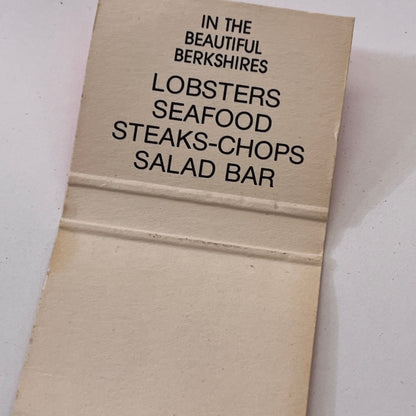 IN THE
BEAUTIFUL
BERKSHIRES
LOBSTERS
SEAFOOD
STEAKS-CHOPS
SALAD BAR